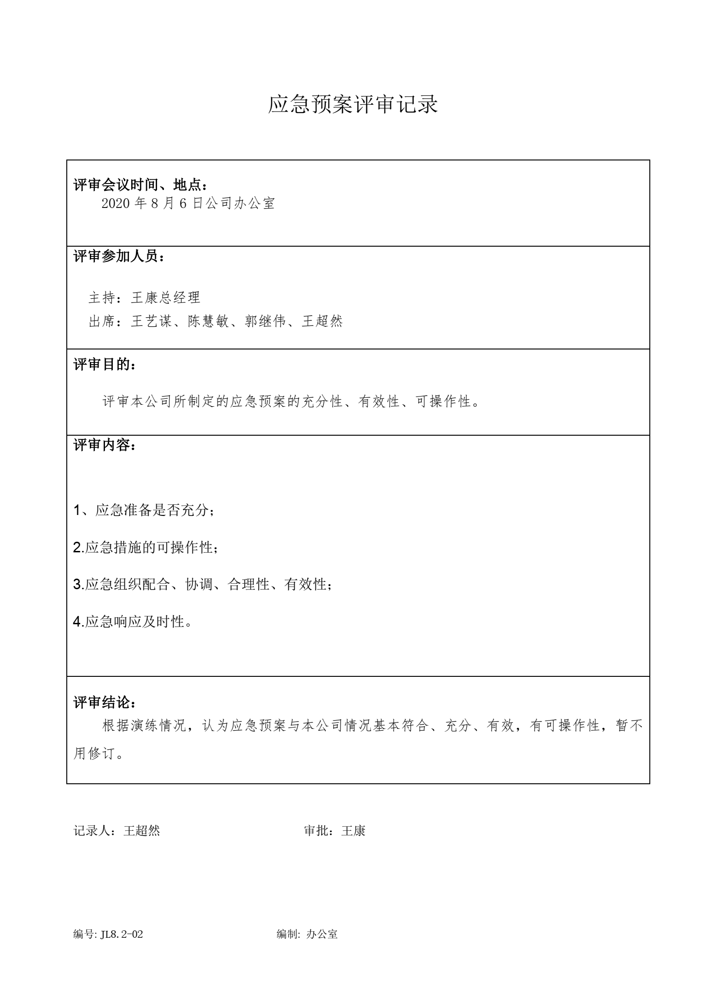 应急预案评审记录
评审会议时间、地点：
2020 年 8 月 6 日公司办公室
评审参加人员：
主持：王康总经理
出席：王艺谋、陈慧敏、郭继伟、王超然
评审目的：
评审本公司所制定的应急预案的充分性、有效性、可操作性。
评审内容：
1、应急准备是否充分；
2.应急措施的可操作性；
3.应急组织配合、协调、合理性、有效性；
4.应急响应及时性。
评审结论：
根据演练情况，认为应急预案与本公司情况基本符合、充分、有效，有可操作性，暂不
用修订。
记录人：王超然 审批：王康
编号: JL8.2-02 编制: 办公室